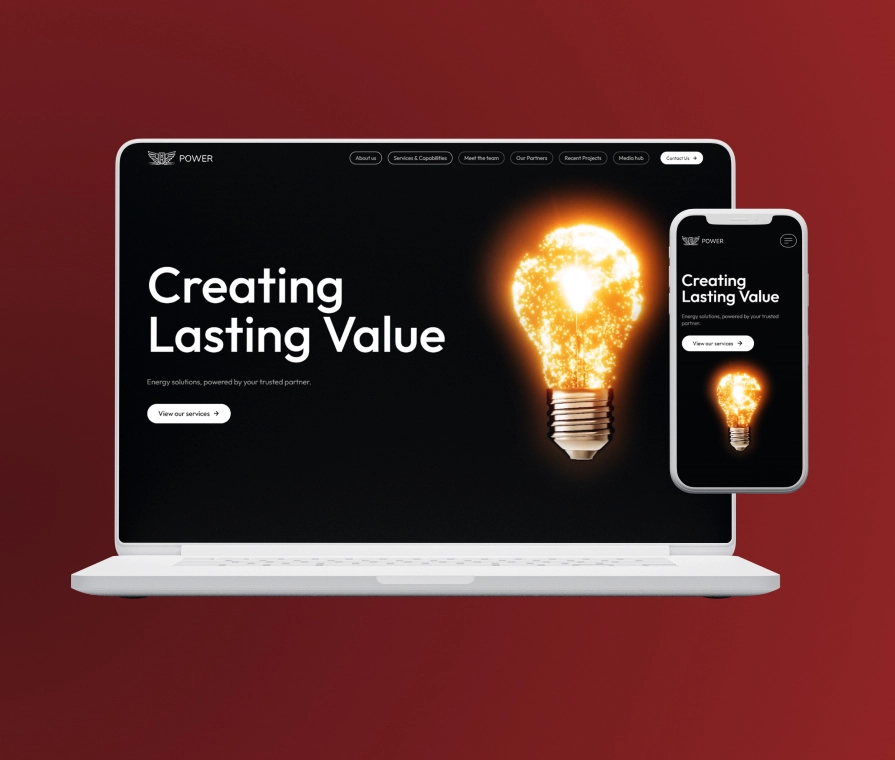 POWER
About us
Services & Capabilities
Meet the team
Our Partners
Recent Projects
Media hub
Contact Us
Creating
Lasting Value
Energy solutions, powered by your trusted partner.
View our services
POWER
Creating
Lasting Value
Energy solutions, powered by your trusted
partner.
View our services